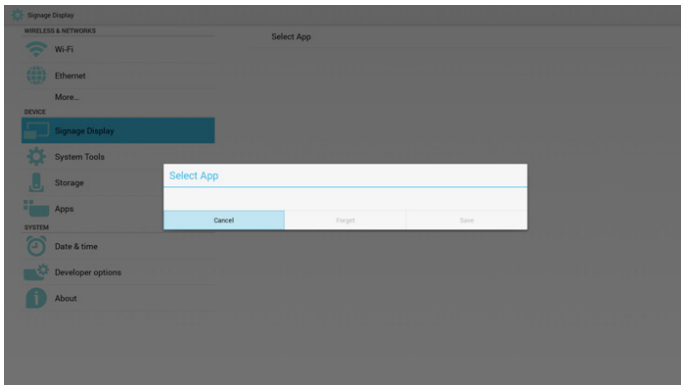 Signage Display
WIRELESS & NETWORKS
Wi-Fi
Ethernet
More...
DEVICE
Signage Display
System Tools
Storage
Apps
SYSTEM
Date & time
Developer options
About
Select App
Select App
Cancel
Forget
Save